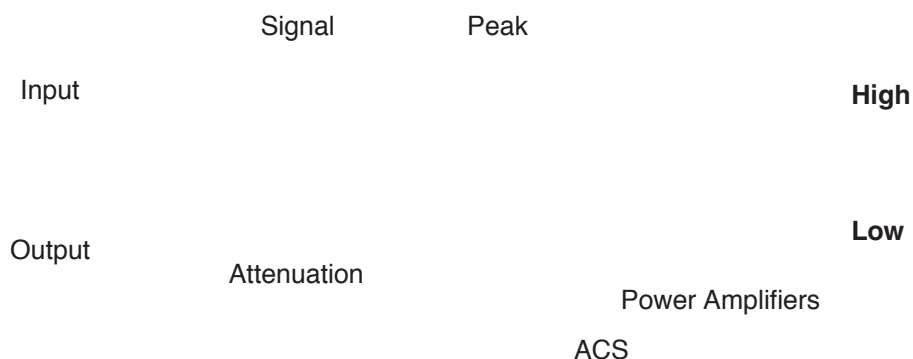 Signal Peak
Input
High
Low
Output
Attenuation
Power Amplifiers
ACS